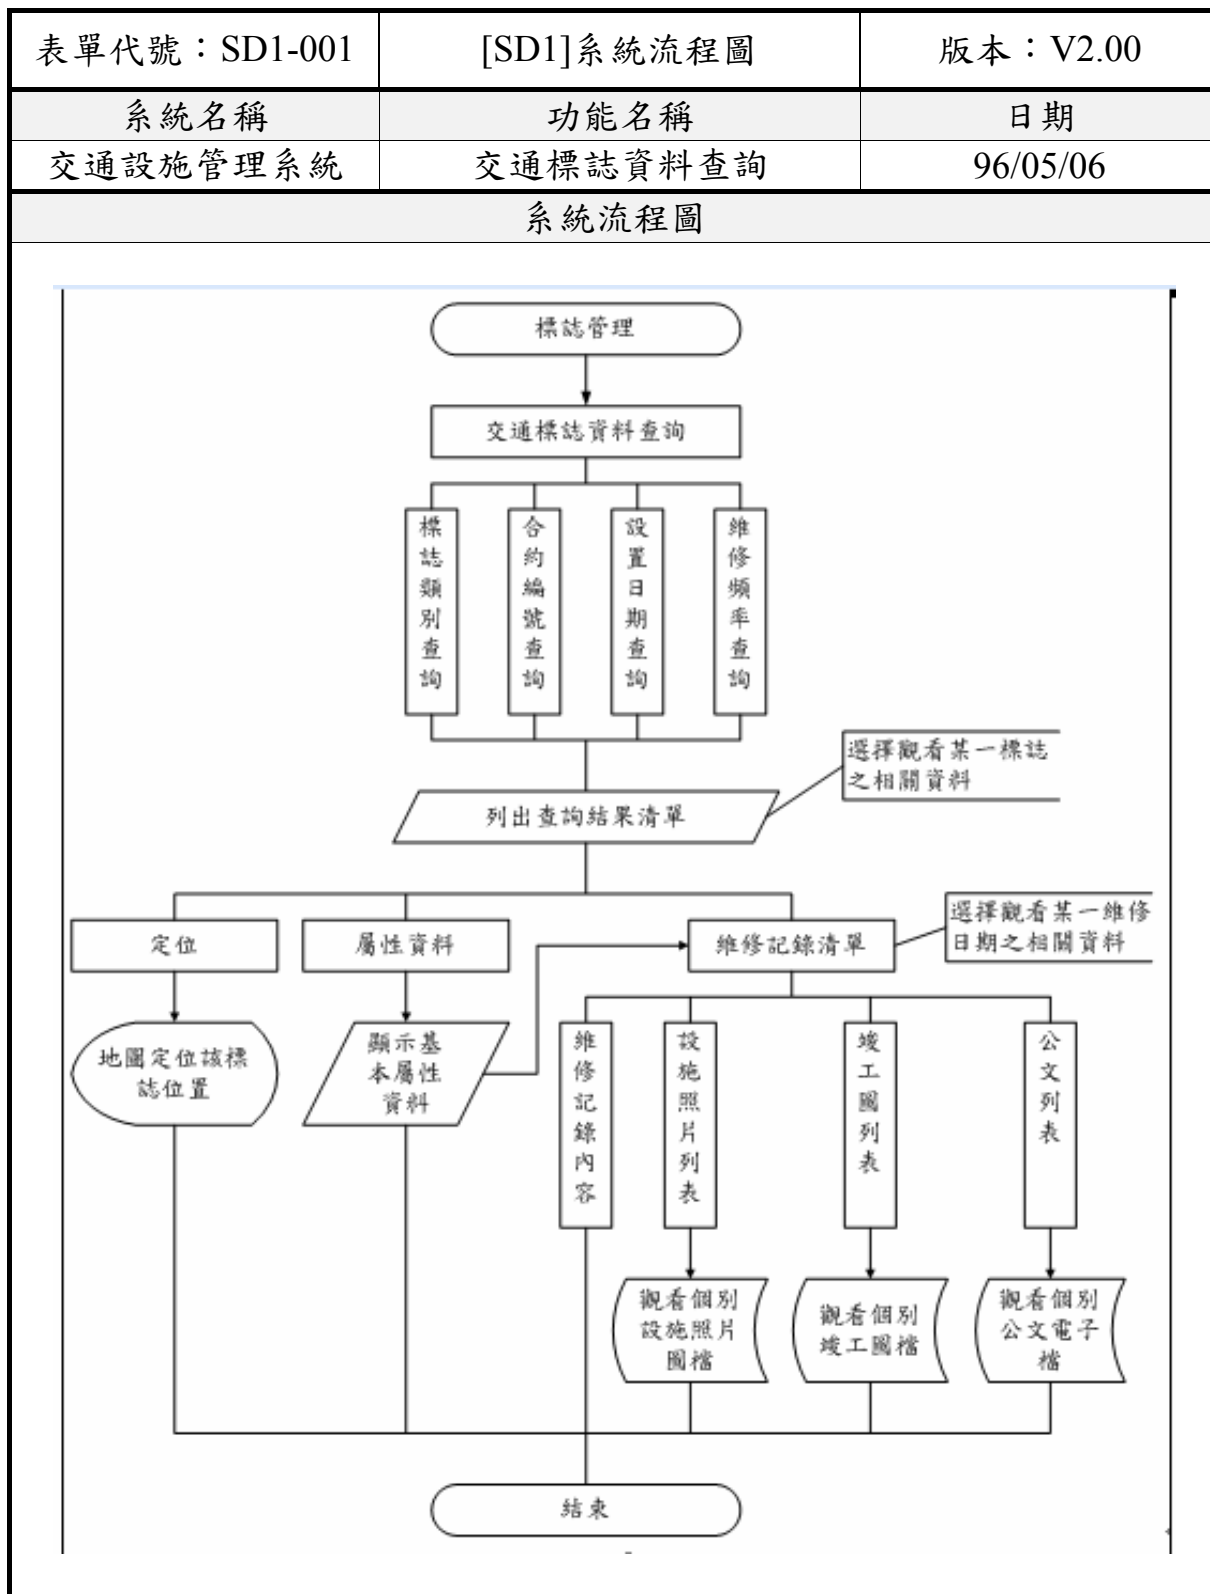 表單代號：SD1-001
[SD1]系統流程圖
版本：V2.00
系統名稱
功能名稱
日期
交通設施管理系統
交通標誌資料查詢
96/05/06
系統流程圖
標誌管理
交通標誌資料查詢
標誌類別查詢
合約編號查詢
設置日期查詢
維修頻率查詢
選擇觀看某一標誌
之相關資料
列出查詢結果清單
定位
屬性資料
維修記錄清單
選擇觀看某一維修
日期之相關資料
地圖定位該標
誌位置
顯示基
本屬性
資料
維修記錄內容
設施照片列表
竣工圖列表
公文列表
觀看個別
設施照片
圖檔
觀看個別
竣工圖檔
觀看個別
公文電子
檔
結束